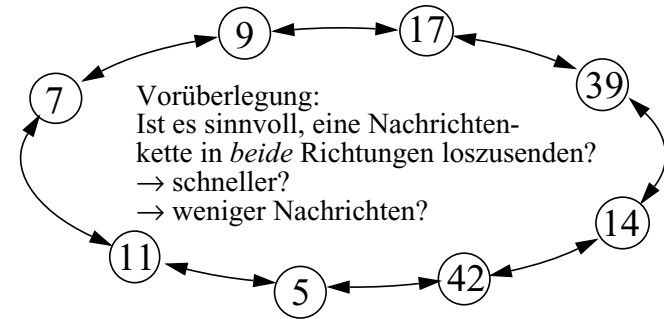 9
17
7
39
Vorüberlegung:
Ist es sinnvoll, eine Nachrichten-
kette in beide Richtungen loszusenden?
→ schneller?
→ weniger Nachrichten?
14
11
5
42